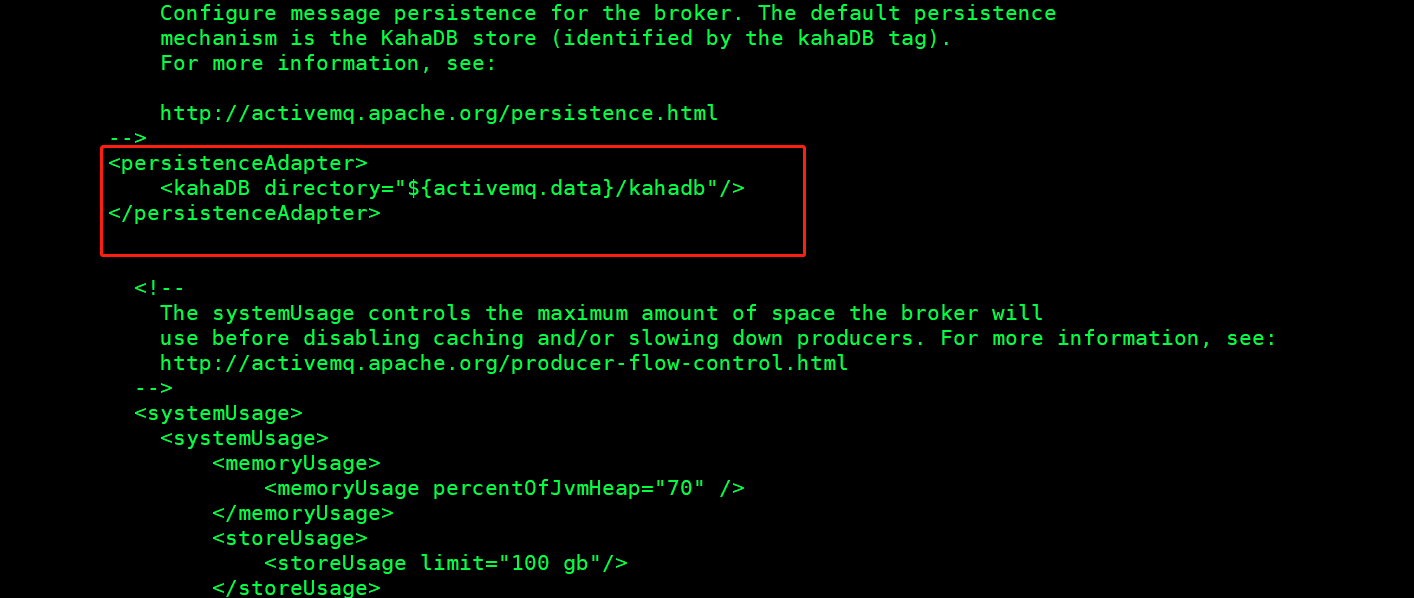 Configure message persistence for the broker. The default persistence
mechanism is the KahaDB store (identified by the kahaDB tag).
For more information, see:
http://activemq.apache.org/persistence.html
-->
<persistenceAdapter>
<kahaDB directory="${activemq.data}/kahadb"/>
</persistenceAdapter>
<!--
The systemUsage controls the maximum amount of space the broker will
use before disabling caching and/or slowing down producers. For more information, see:
http://activemq.apache.org/producer-flow-control.html
-->
<systemUsage>
<systemUsage>
<memoryUsage>
<memoryUsage percentOfJvmHeap="70" />
</memoryUsage>
<storeUsage>
<storeUsage limit="100 gb"/>
</storeUsage>